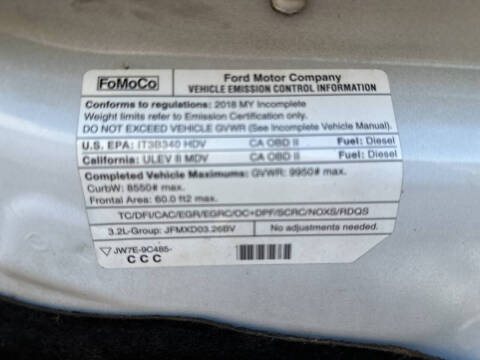 FoMoCo
Ford Motor Company
VEHICLE EMISSION CONTROL INFORMATION
Conforms to regulations: 2018 MY Incomplete
Weight limits refer to Emission Certification only.
DO NOT EXCEED VEHICLE GVWR (See Incomplete Vehicle Manual).
U.S. EPA: IT3B340 HDV CA OBD II Fuel: Diesel
California: ULEV II MDV CA OBD II Fuel: Diesel
Completed Vehicle Maximums: GVWR: 9950# max.
CurbW: 8550# max.
Frontal Area: 60.0 ft2 max.
TC/DFI/CAC/EGR/EGRC/OC+DPF/SCRC/NOXS/RDQS
3.2L-Group: JFMXD03.26BV No adjustments needed.
JW7E-9C485-
CCC